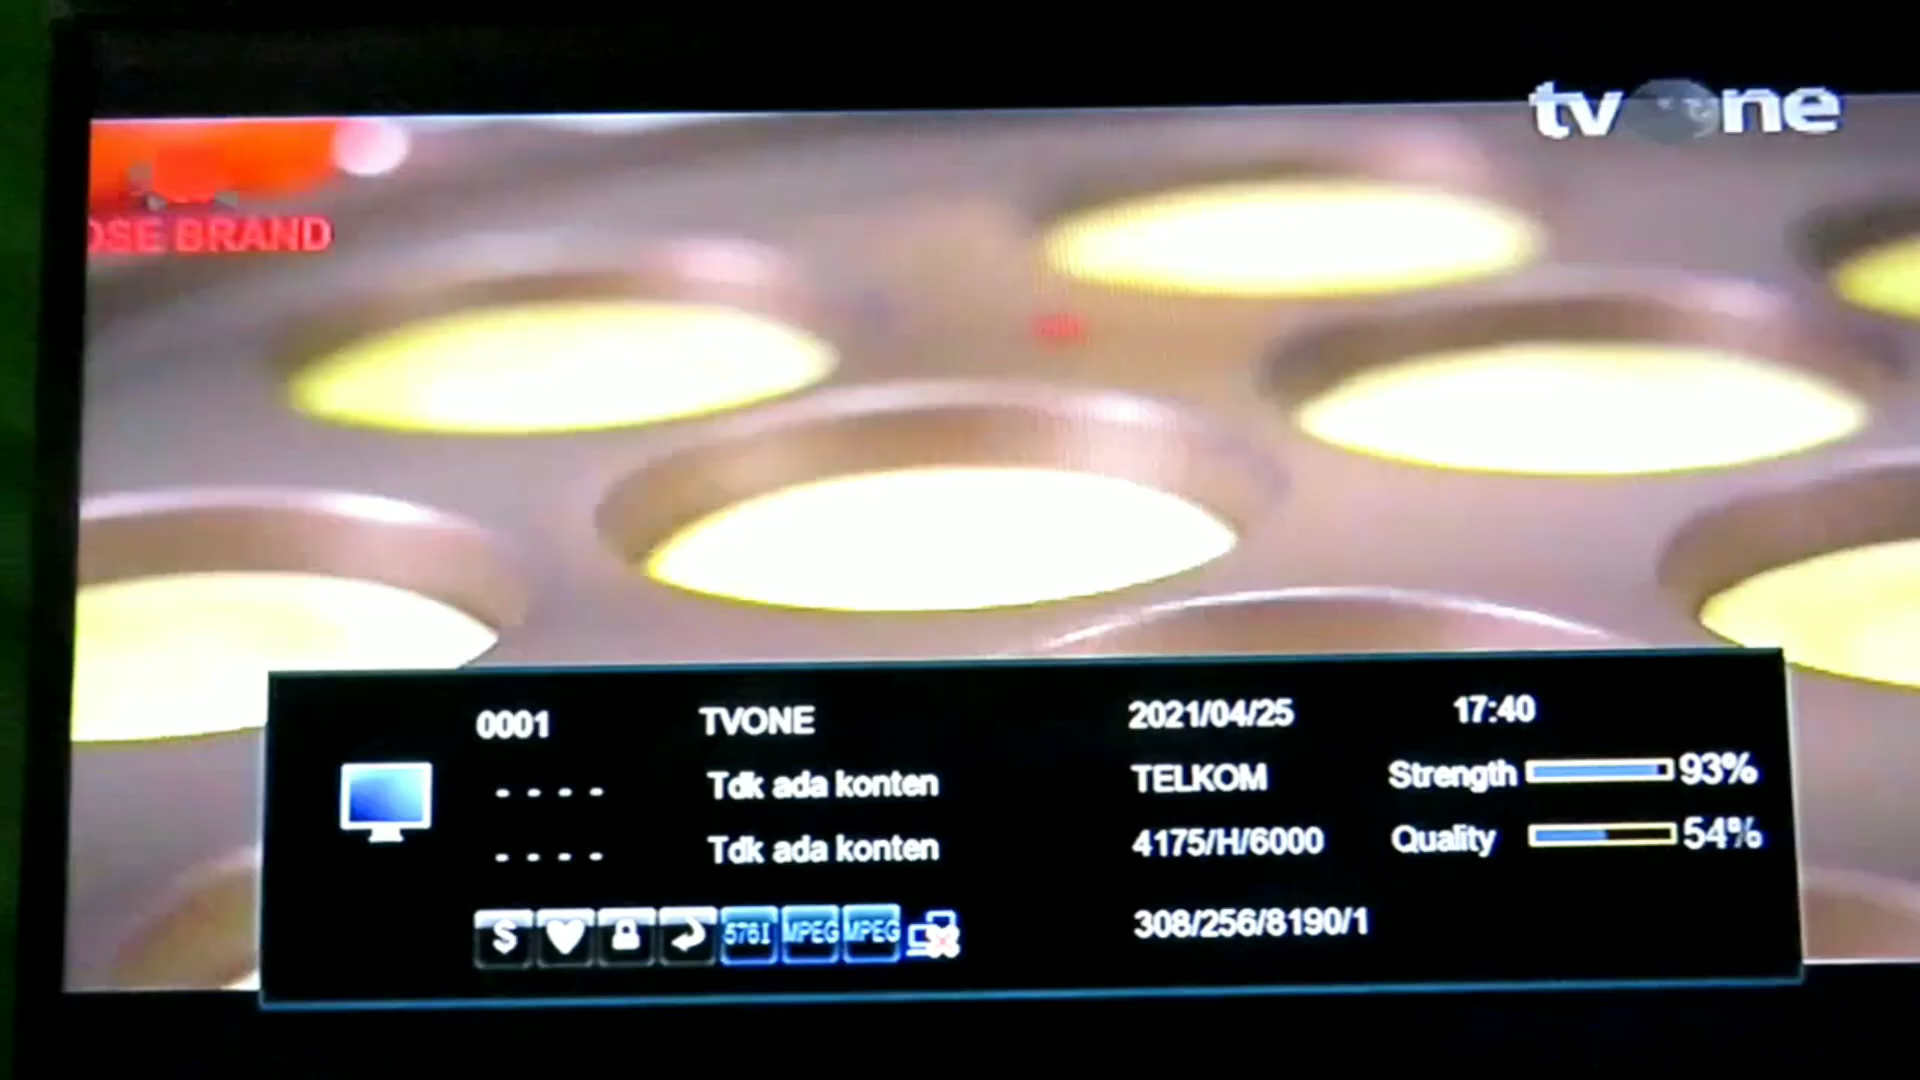 tvOne
OSE BRAND
0001 TVONE 2021/04/25 17:40
- - - - Tdk ada konten TELKOM Strength 93%
- - - - Tdk ada konten 4175/H/6000 Quality 54%
$ 576I MPEG MPEG 308/256/8190/1